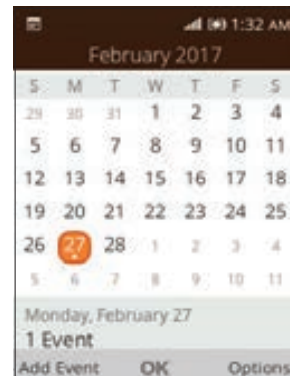 1:32 AM
February 2017
S M T W T F S
29 30 31 1 2 3 4
5 6 7 8 9 10 11
12 13 14 15 16 17 18
19 20 21 22 23 24 25
26 27 28 1 2 3 4
5 6 7 8 9 10 11
Monday, February 27
1 Event
Add Event OK Options